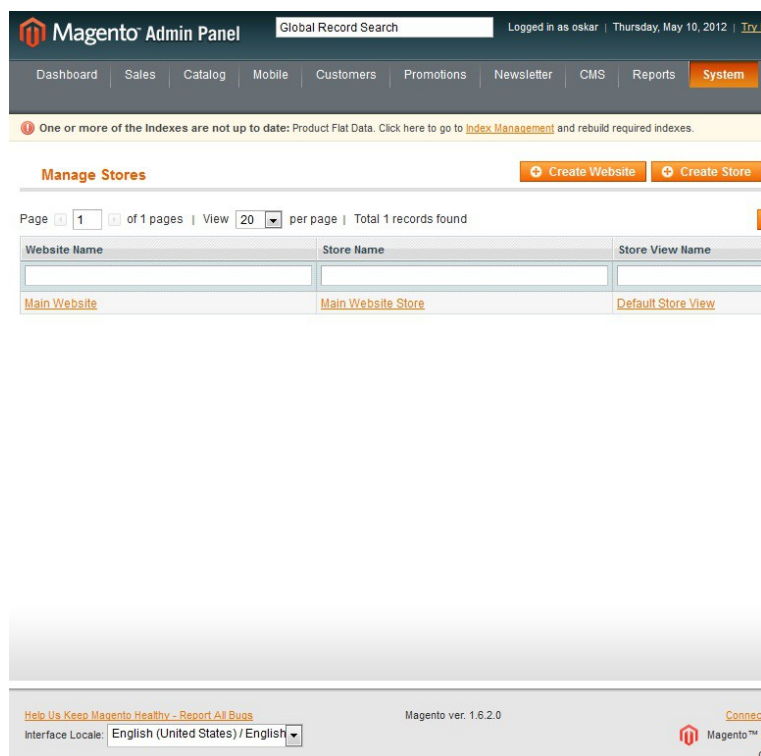 Magento™ Admin Panel
Global Record Search
Logged in as oskar | Thursday, May 10, 2012 | Try
Dashboard | Sales | Catalog | Mobile | Customers | Promotions | Newsletter | CMS | Reports | System
One or more of the Indexes are not up to date: Product Flat Data. Click here to go to Index Management and rebuild required indexes.
Manage Stores
Create Website
Create Store
Page 1 of 1 pages | View 20 per page | Total 1 records found
Website Name
Store Name
Store View Name
Main Website
Main Website Store
Default Store View
Help Us Keep Magento Healthy - Report All Bugs
Magento ver. 1.6.2.0
Connec
Interface Locale: English (United States) / English
Magento™